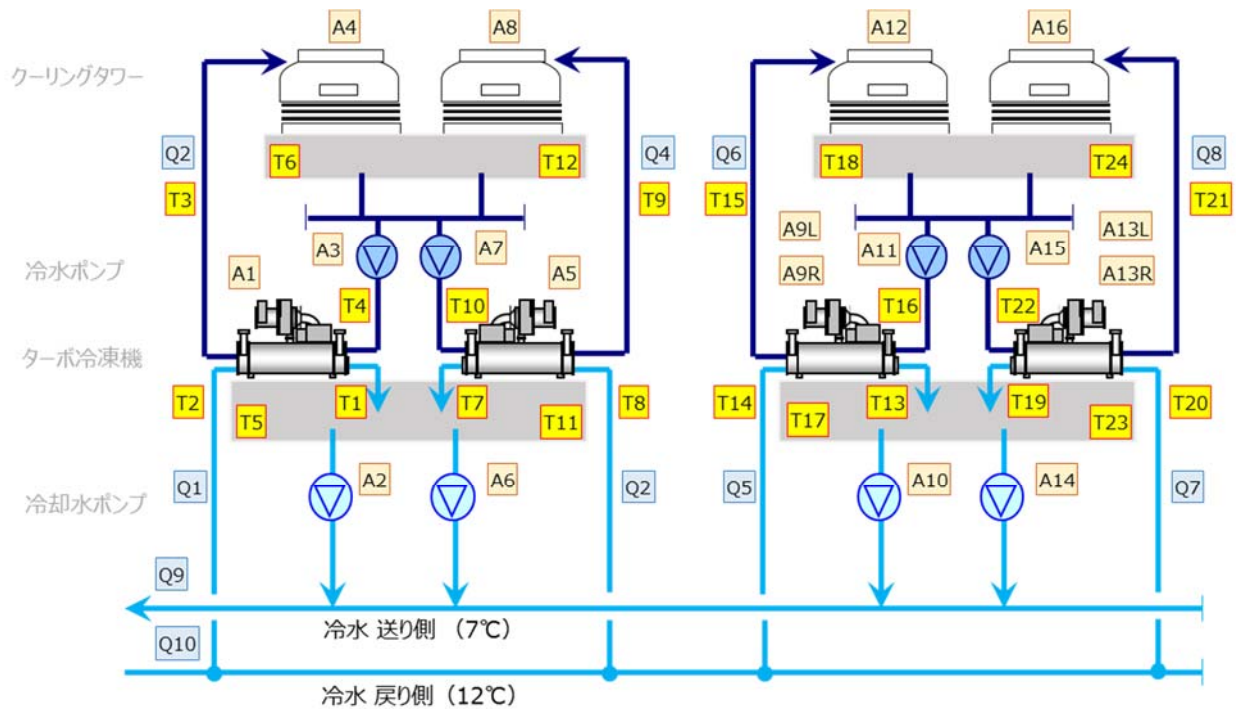 A4
A8
A12
A16
クーリングタワー
Q2
T6
T12
Q4
Q6
T18
T24
Q8
T3
T9
T15
T21
A9L
A13L
A3
A7
A11
A15
冷水ポンプ
A1
A5
A9R
A13R
T4
T10
T16
T22
ターボ冷凍機
T2
T1
T7
T8
T14
T13
T19
T20
T5
T11
T17
T23
Q1
A2
A6
Q2
Q5
A10
A14
Q7
冷却水ポンプ
Q9
冷水 送り側 (7℃)
Q10
冷水 戻り側 (12℃)